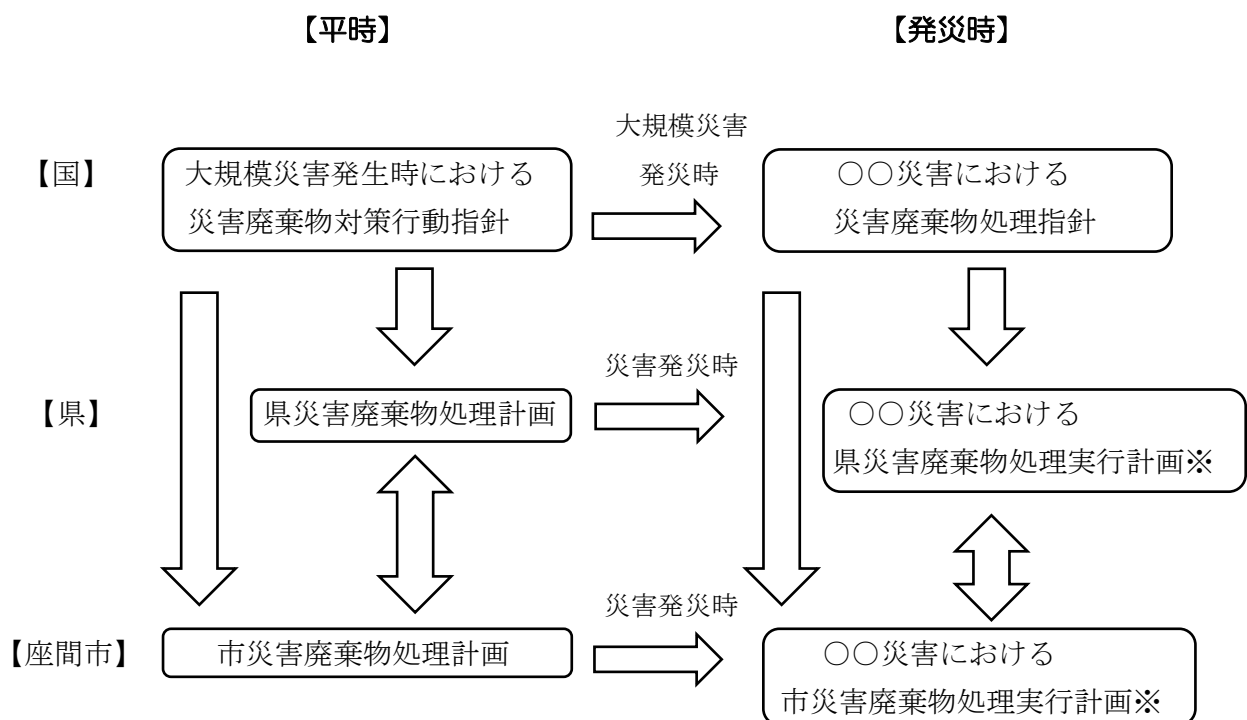 【平時】
【発災時】
大規模災害
発災時
【国】
大規模災害発生時における
災害廃棄物対策行動指針
○○災害における
災害廃棄物処理指針
災害発災時
【県】
県災害廃棄物処理計画
○○災害における
県災害廃棄物処理実行計画※
災害発災時
【座間市】
市災害廃棄物処理計画
○○災害における
市災害廃棄物処理実行計画※